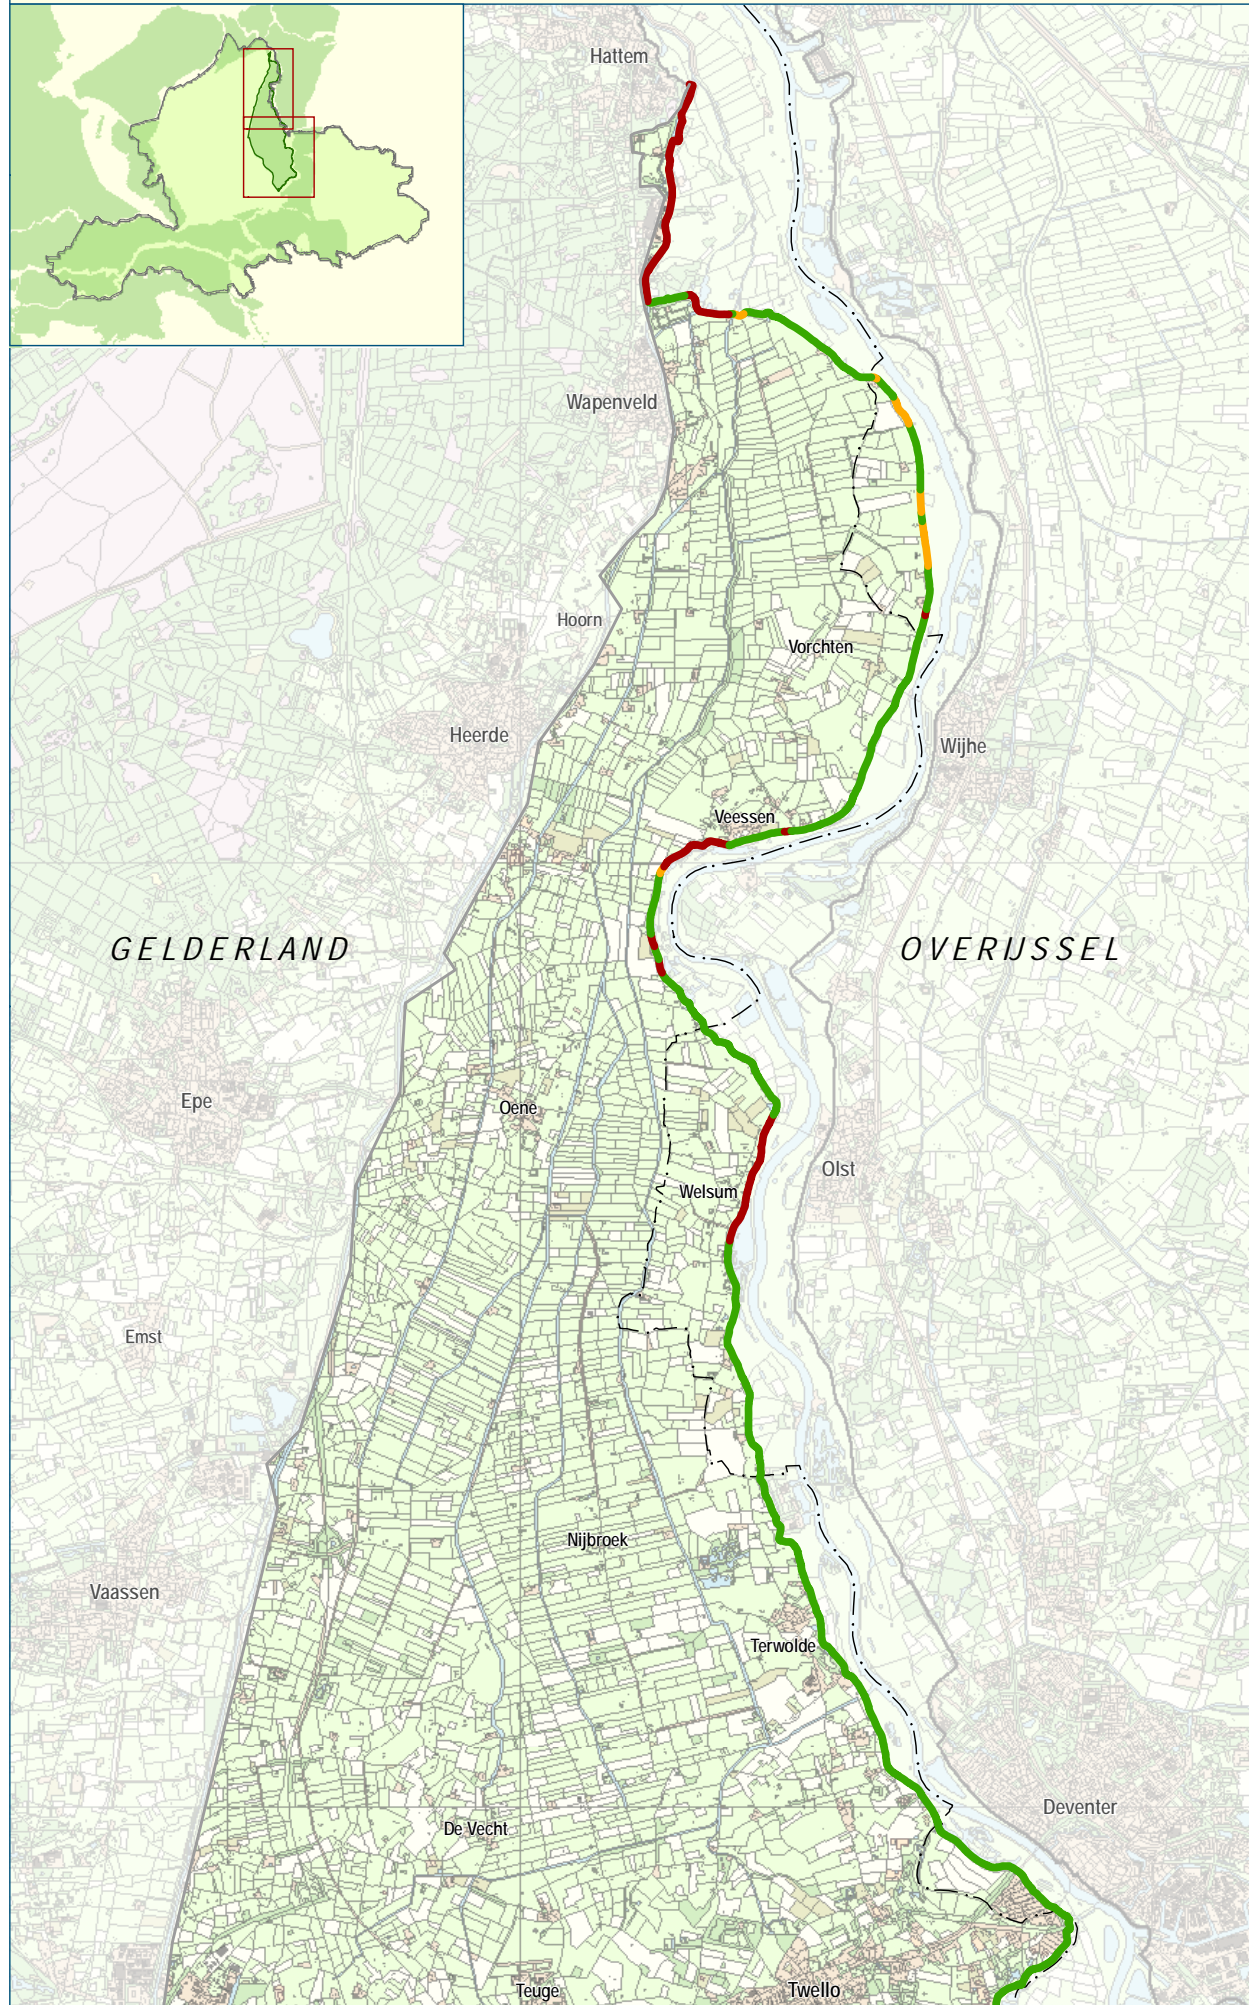 Hattem
Wapenveld
Hoorn
Vorchten
Heerde
Wijhe
Veessen
GELDERLAND
OVERIJSSEL
Epe
Oene
Olst
Welsum
Emst
Nijbroek
Vaassen
Terwolde
Deventer
De Vecht
Teuge
Twello